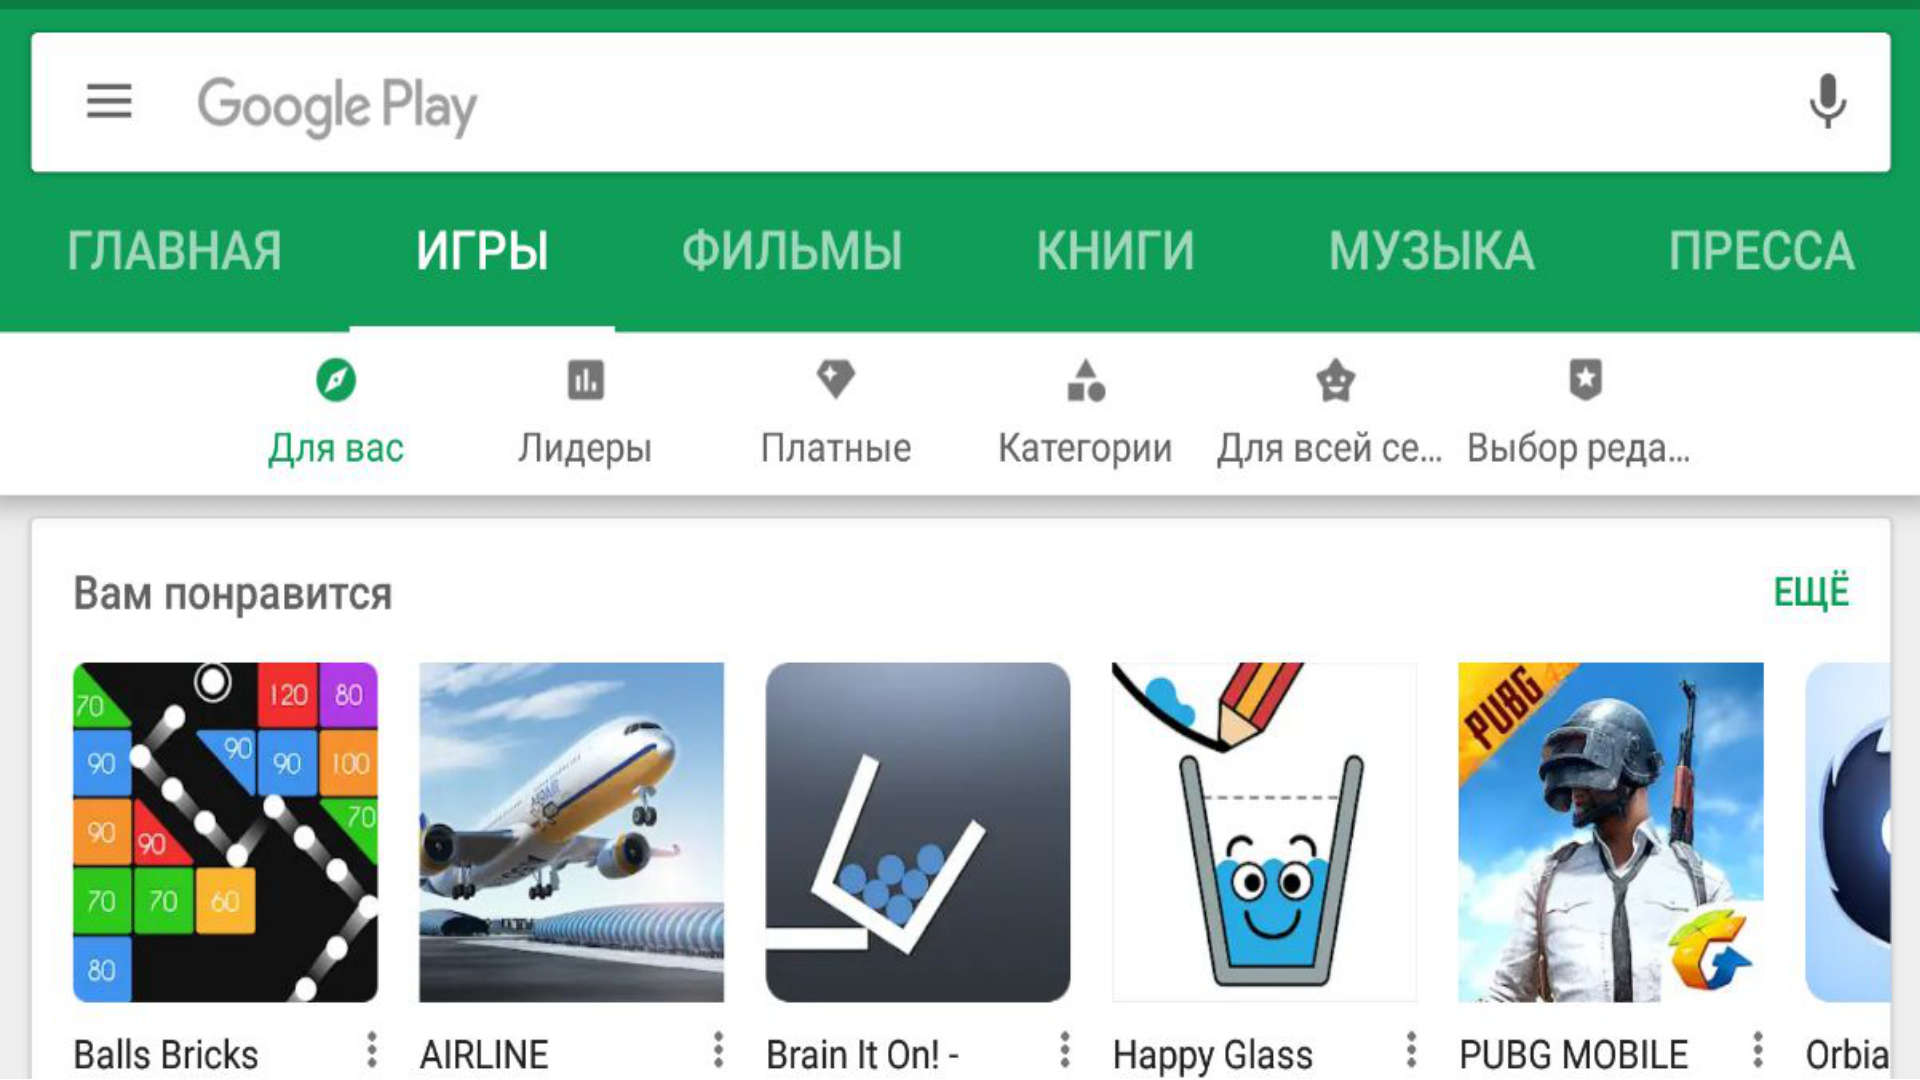 Google Play
ГЛАВНАЯ ИГРЫ ФИЛЬМЫ КНИГИ МУЗЫКА ПРЕССА
Для вас Лидеры Платные Категории Для всей се... Выбор реда...
Вам понравится ЕЩЁ
70 120 80
90 90 90 100
90 90 70
70 70 60
80
PUBG
Balls Bricks AIRLINE Brain It On! - Happy Glass PUBG MOBILE Orbia